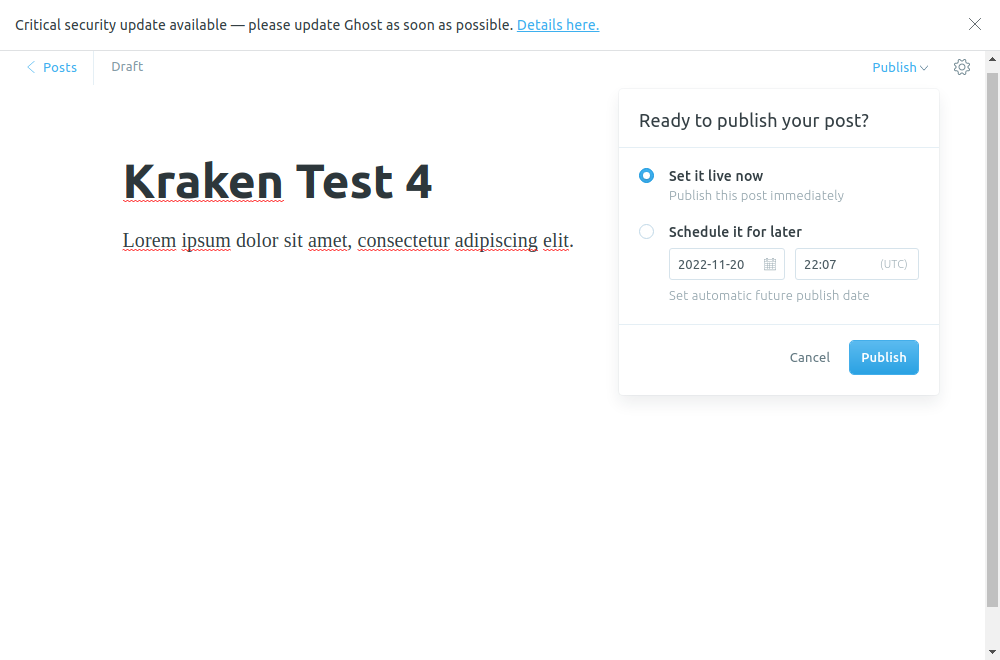 Critical security update available — please update Ghost as soon as possible. Details here.
Posts
Draft
Publish
Ready to publish your post?
Kraken Test 4
Lorem ipsum dolor sit amet, consectetur adipiscing elit.
Set it live now
Publish this post immediately
Schedule it for later
2022-11-20
22:07 (UTC)
Set automatic future publish date
Cancel
Publish